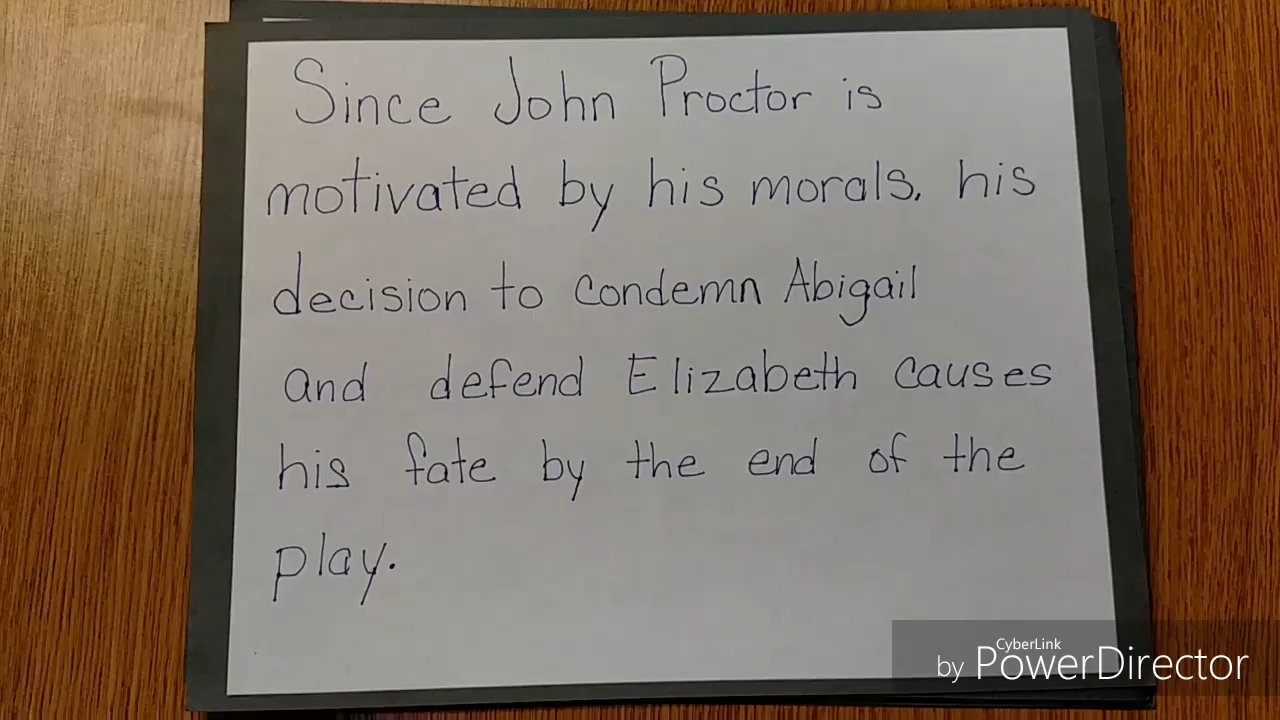 Since John Proctor is
motivated by his morals, his
decision to condemn Abigail
and defend Elizabeth causes
his fate by the end of the
play.
CyberLink
by PowerDirector